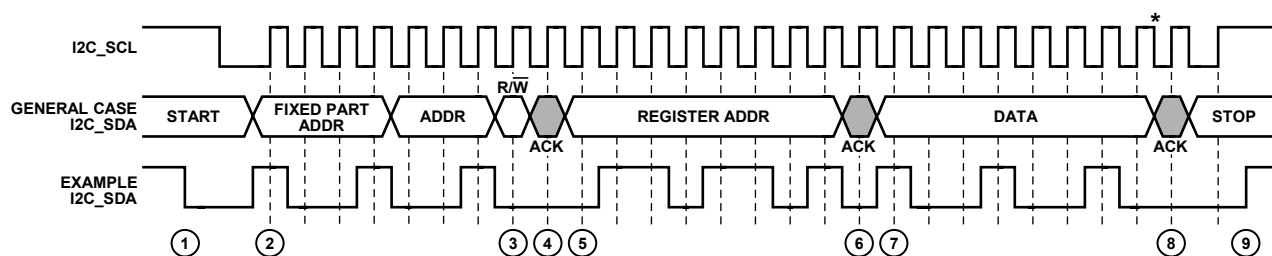 *
I2C_SCL
R/W
GENERAL CASE
I2C_SDA
START
FIXED PART
ADDR
ADDR
ACK
REGISTER ADDR
ACK
DATA
ACK
STOP
EXAMPLE
I2C_SDA
1 2 3 4 5 6 7 8 9